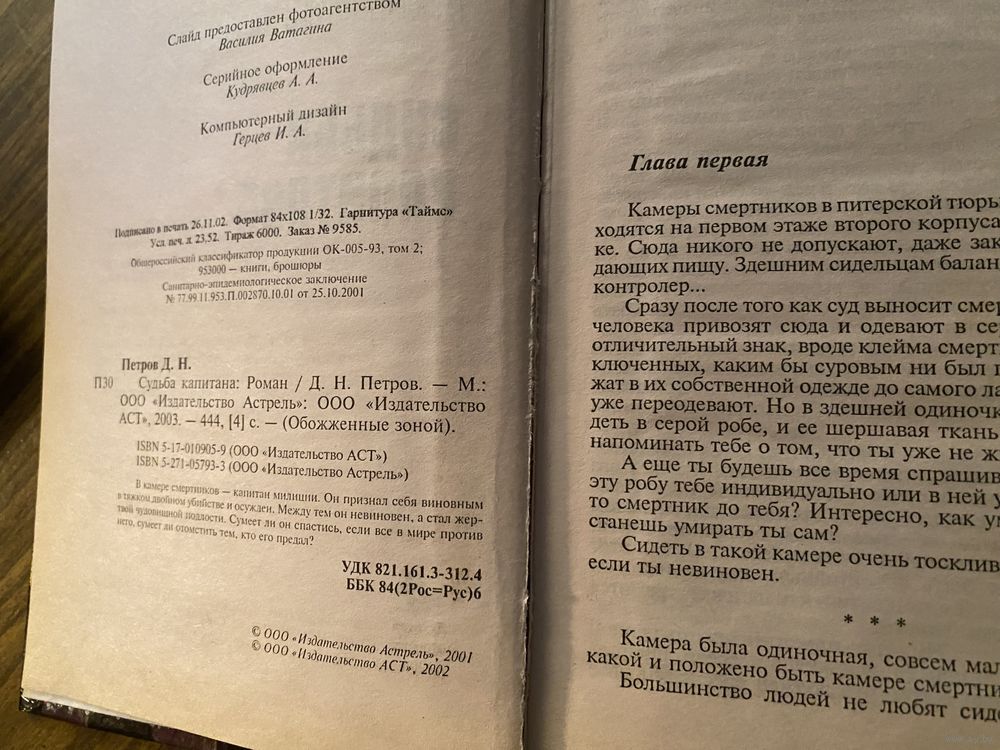 Слайд предоставлен фотоагентством
Василия Ватагина
Серийное оформление
Кудрявцев А. А.
Компьютерный дизайн
Герцев И. А.
Подписано в печать 26.11.02. Формат 84х108 1/32. Гарнитура «Таймс»
Усл. печ. л. 23,52. Тираж 6000. Заказ № 9585.
Общероссийский классификатор продукции ОК-005-93, том 2;
953000 — книги, брошюры
Санитарно-эпидемиологическое заключение
№ 77.99.11.953.П.002870.10.01 от 25.10.2001
Петров Д. Н.
П30 Судьба капитана: Роман / Д. Н. Петров. — М.:
ООО «Издательство Астрель»: ООО «Издательство
АСТ», 2003. — 444, [4] с. — (Обожженные зоной).
ISBN 5-17-010905-9 (ООО «Издательство АСТ»)
ISBN 5-271-05793-3 (ООО «Издательство Астрель»)
В камере смертников — капитан милиции. Он признал себя виновным
в тяжком двойном убийстве и осужден. Между тем он невиновен, а стал жер-
твой чудовищной подлости. Сумеет ли он спастись, если все в мире против
него, сумеет ли отомстить тем, кто его предал?
УДК 821.161.3-312.4
ББК 84(2Рос=Рус)6
© ООО «Издательство Астрель», 2001
© ООО «Издательство АСТ», 2002
Глава первая
Камеры смертников в питерской тюрь
ходятся на первом этаже второго корпуса
ке. Сюда никого не допускают, даже зак
дающих пищу. Здешним сидельцам балан
контролер...
Сразу после того как суд выносит смер
человека привозят сюда и одевают в се
отличительный знак, вроде клейма смерт
ключенных, каким бы суровым ни был п
жат в их собственной одежде до самого ла
уже переодевают. Но в здешней одиночк
деть в серой робе, и ее шершавая ткань
напоминать тебе о том, что ты уже не ж
А еще ты будешь все время спрашив
эту робу тебе индивидуально или в ней у
то смертник до тебя? Интересно, как ум
станешь умирать ты сам?
Сидеть в такой камере очень тосклив
если ты невиновен.
* * *
Камера была одиночная, совсем мал
какой и положено быть камере смертни
Большинство людей не любят сиде